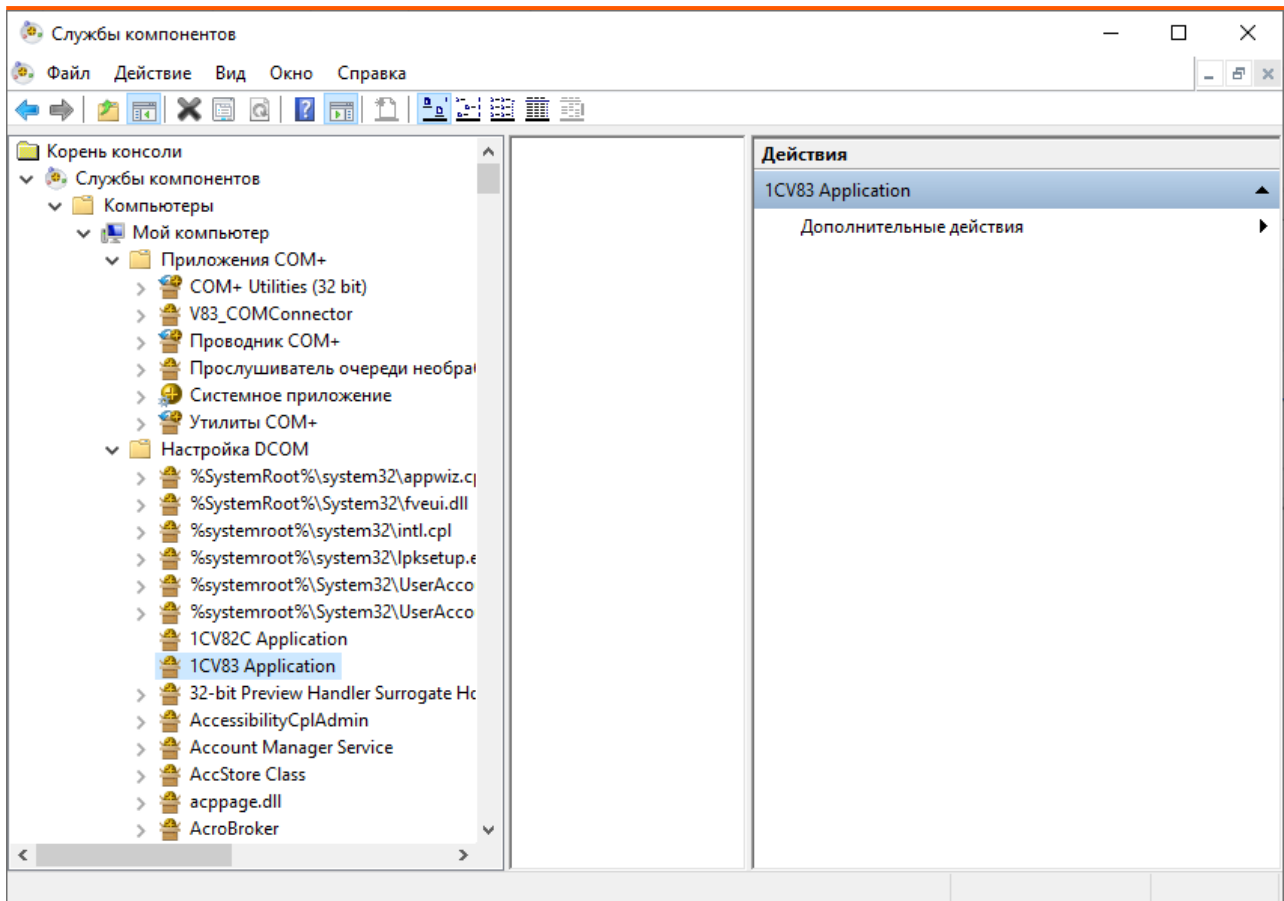 Службы компонентов
Файл Действие Вид Окно Справка
Корень консоли
Службы компонентов
Компьютеры
Мой компьютер
Приложения COM+
COM+ Utilities (32 bit)
V83_COMConnector
Проводник COM+
Прослушиватель очереди необра
Системное приложение
Утилиты COM+
Настройка DCOM
%SystemRoot%\system32\appwiz.cp
%SystemRoot%\System32\fveui.dll
%systemroot%\system32\intl.cpl
%systemroot%\system32\lpksetup.e
%systemroot%\System32\UserAcco
%systemroot%\System32\UserAcco
1CV82C Application
1CV83 Application
32-bit Preview Handler Surrogate Ho
AccessibilityCplAdmin
Account Manager Service
AccStore Class
acppage.dll
AcroBroker
Действия
1CV83 Application
Дополнительные действия